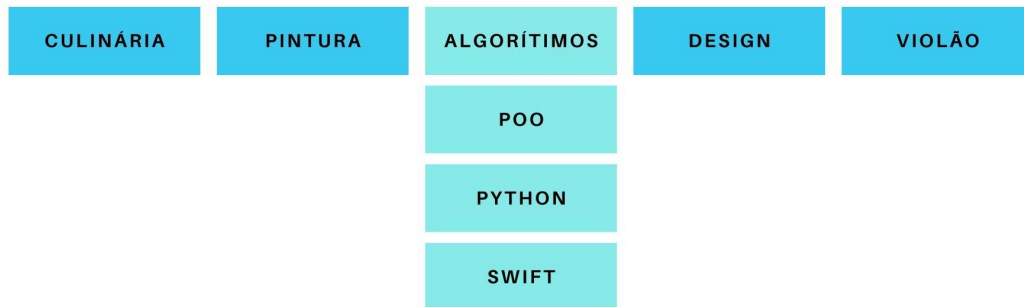 CULINÁRIA PINTURA ALGORÍTIMOS DESIGN VIOLÃO
POO
PYTHON
SWIFT